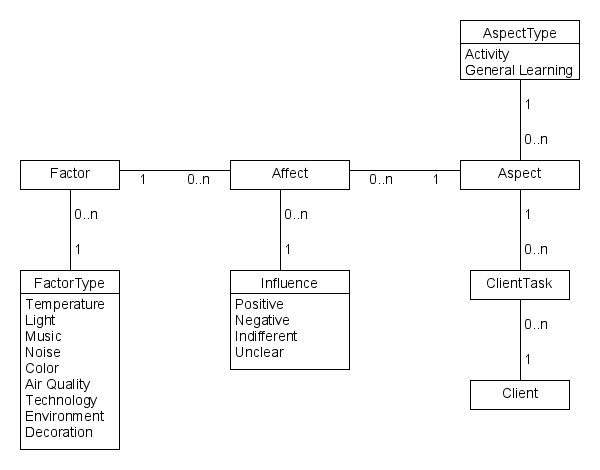 AspectType
Activity
General Learning
1
0..n
Factor
1
0..n
Affect
0..n
1
Aspect
0..n
1
0..n
1
1
0..n
FactorType
Temperature
Light
Music
Noise
Color
Air Quality
Technology
Environment
Decoration
Influence
Positive
Negative
Indifferent
Unclear
ClientTask
0..n
1
Client